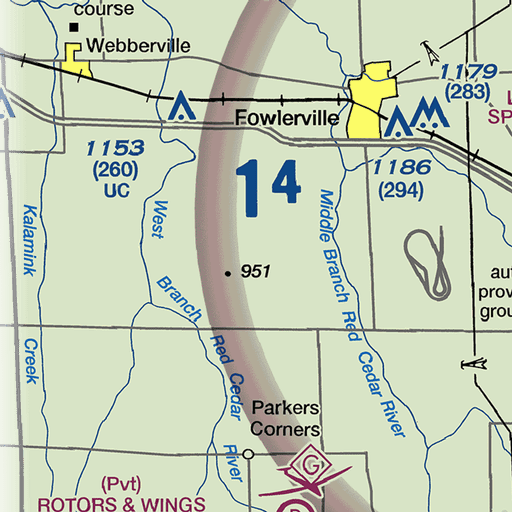 course
Webberville
1179
(283)
L
SP
Fowlerville
1153
(260)
UC
14
1186
(294)
Kalamink
Creek
West
Branch
Red
Cedar
River
Middle Branch Red Cedar River
951
aut
prov
grou
Parkers
Corners
G
(Pvt)
ROTORS & WINGS